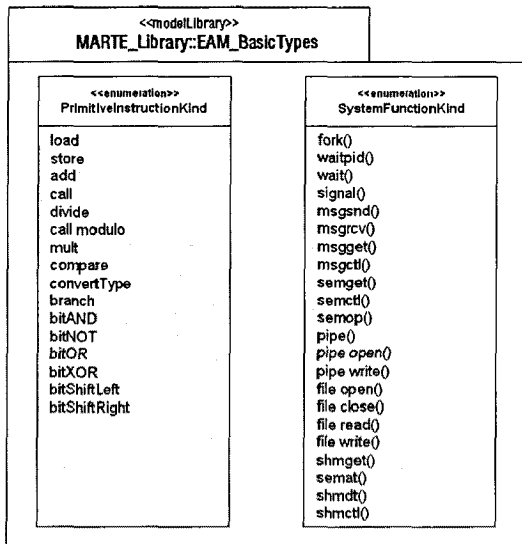 <<modelLibrary>>
MARTE_Library::EAM_BasicTypes
<<enumeration>>
PrimitiveInstructionKind
load
store
add
call
divide
call modulo
mult
compare
convertType
branch
bitAND
bitNOT
bitOR
bitXOR
bitShiftLeft
bitShiftRight
<<enumeration>>
SystemFunctionKind
fork()
waitpid()
wait()
signal()
msgsnd()
msgrcv()
msgget()
msgctl()
semget()
semctl()
semop()
pipe()
pipe open()
pipe write()
file open()
file close()
file read()
file write()
shmget()
semat()
shmdt()
shmctl()